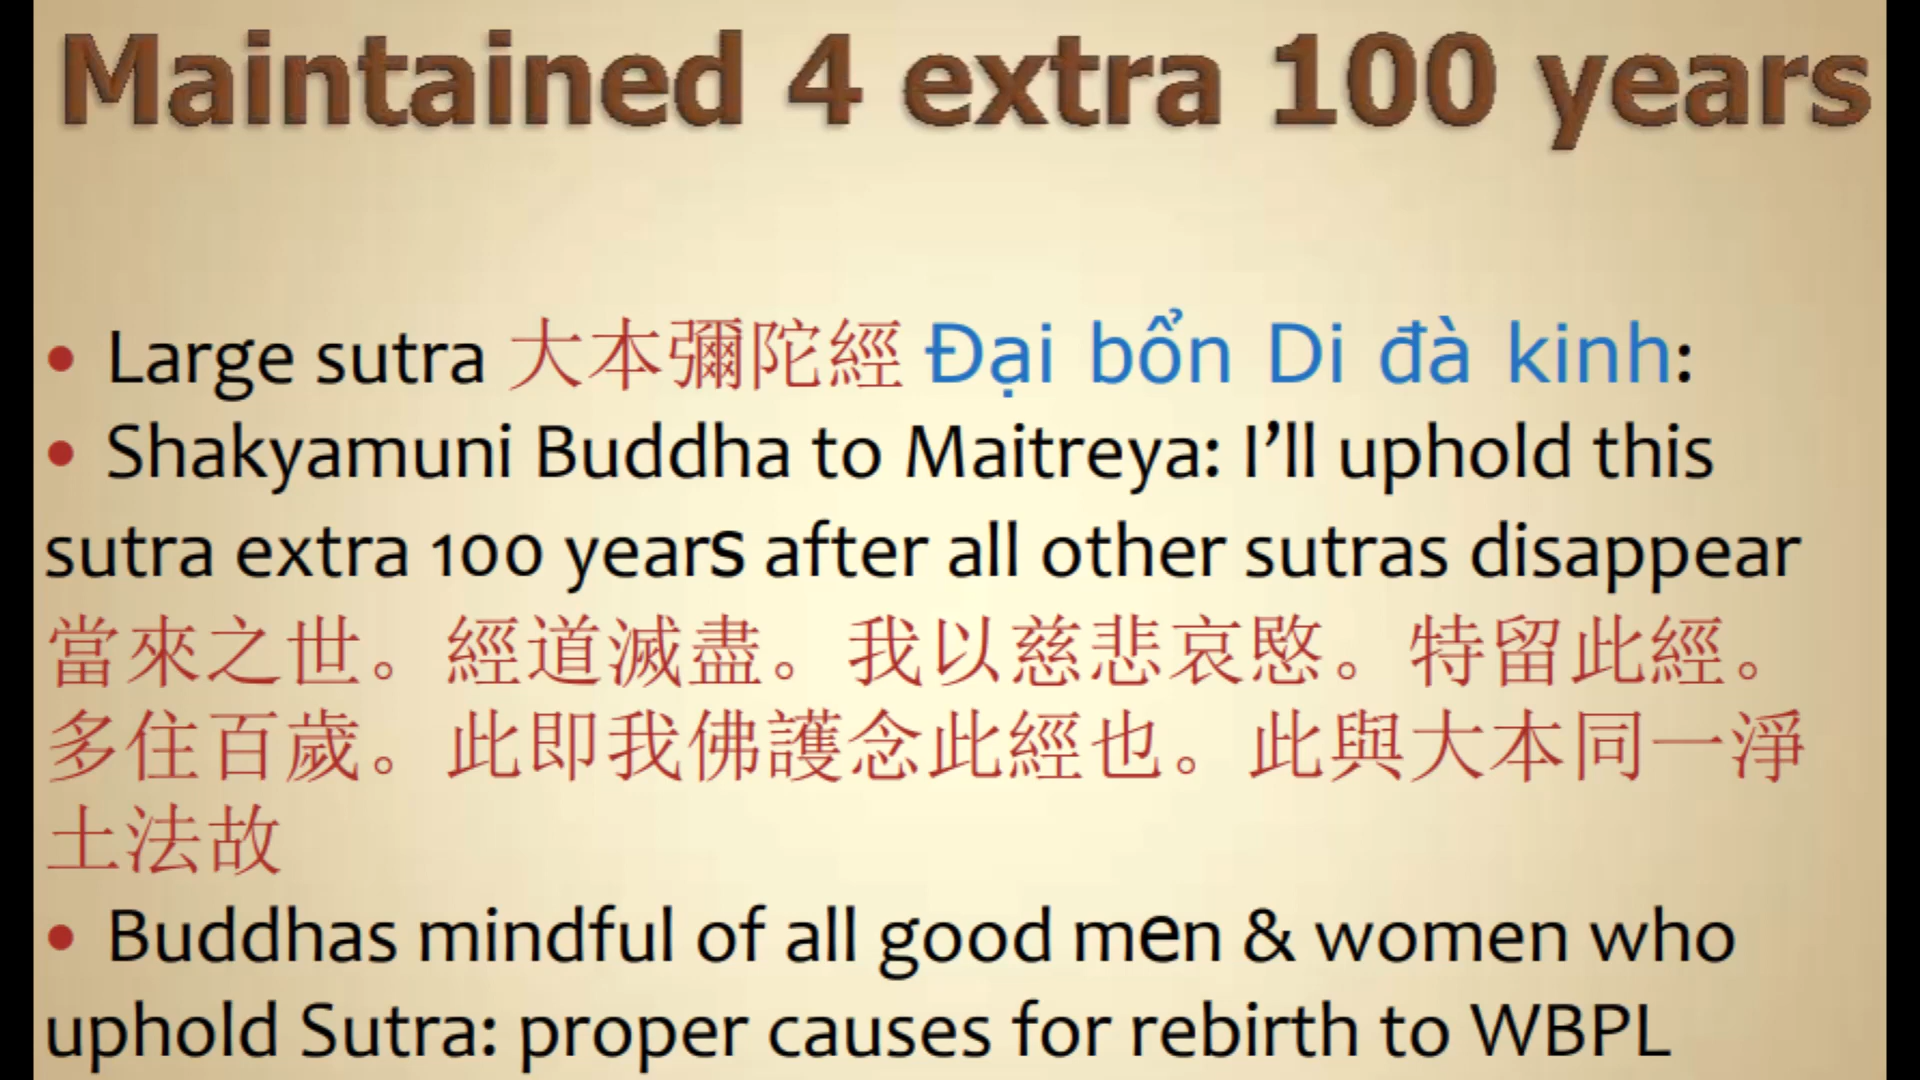 Maintained 4 extra 100 years
• Large sutra 大本彌陀經 Đại bổn Di đà kinh:
• Shakyamuni Buddha to Maitreya: I’ll uphold this
sutra extra 100 years after all other sutras disappear
當來之世。經道滅盡。我以慈悲哀愍。特留此經。
多住百歲。此即我佛護念此經也。此與大本同一淨
土法故
• Buddhas mindful of all good men & women who
uphold Sutra: proper causes for rebirth to WBPL